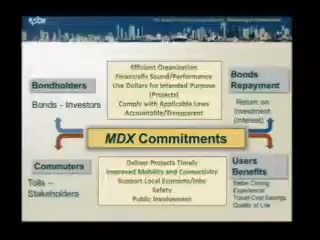 Bondholders
Bonds - Investors
Efficient Organization
Financially Sound/Performance
Use Dollars for Intended Purpose
(Projects)
Comply with Applicable Laws
Accountable/Transparent
Bonds
Repayment
Return on
Investment
(Interest)
MDX Commitments
Commuters
Tolls –
Stakeholders
Deliver Projects Timely
Improved Mobility and Connectivity
Support Local Economy/Jobs
Safety
Public Involvement
Users
Benefits
Better Driving
Experience
Travel Cost Savings
Quality of Life